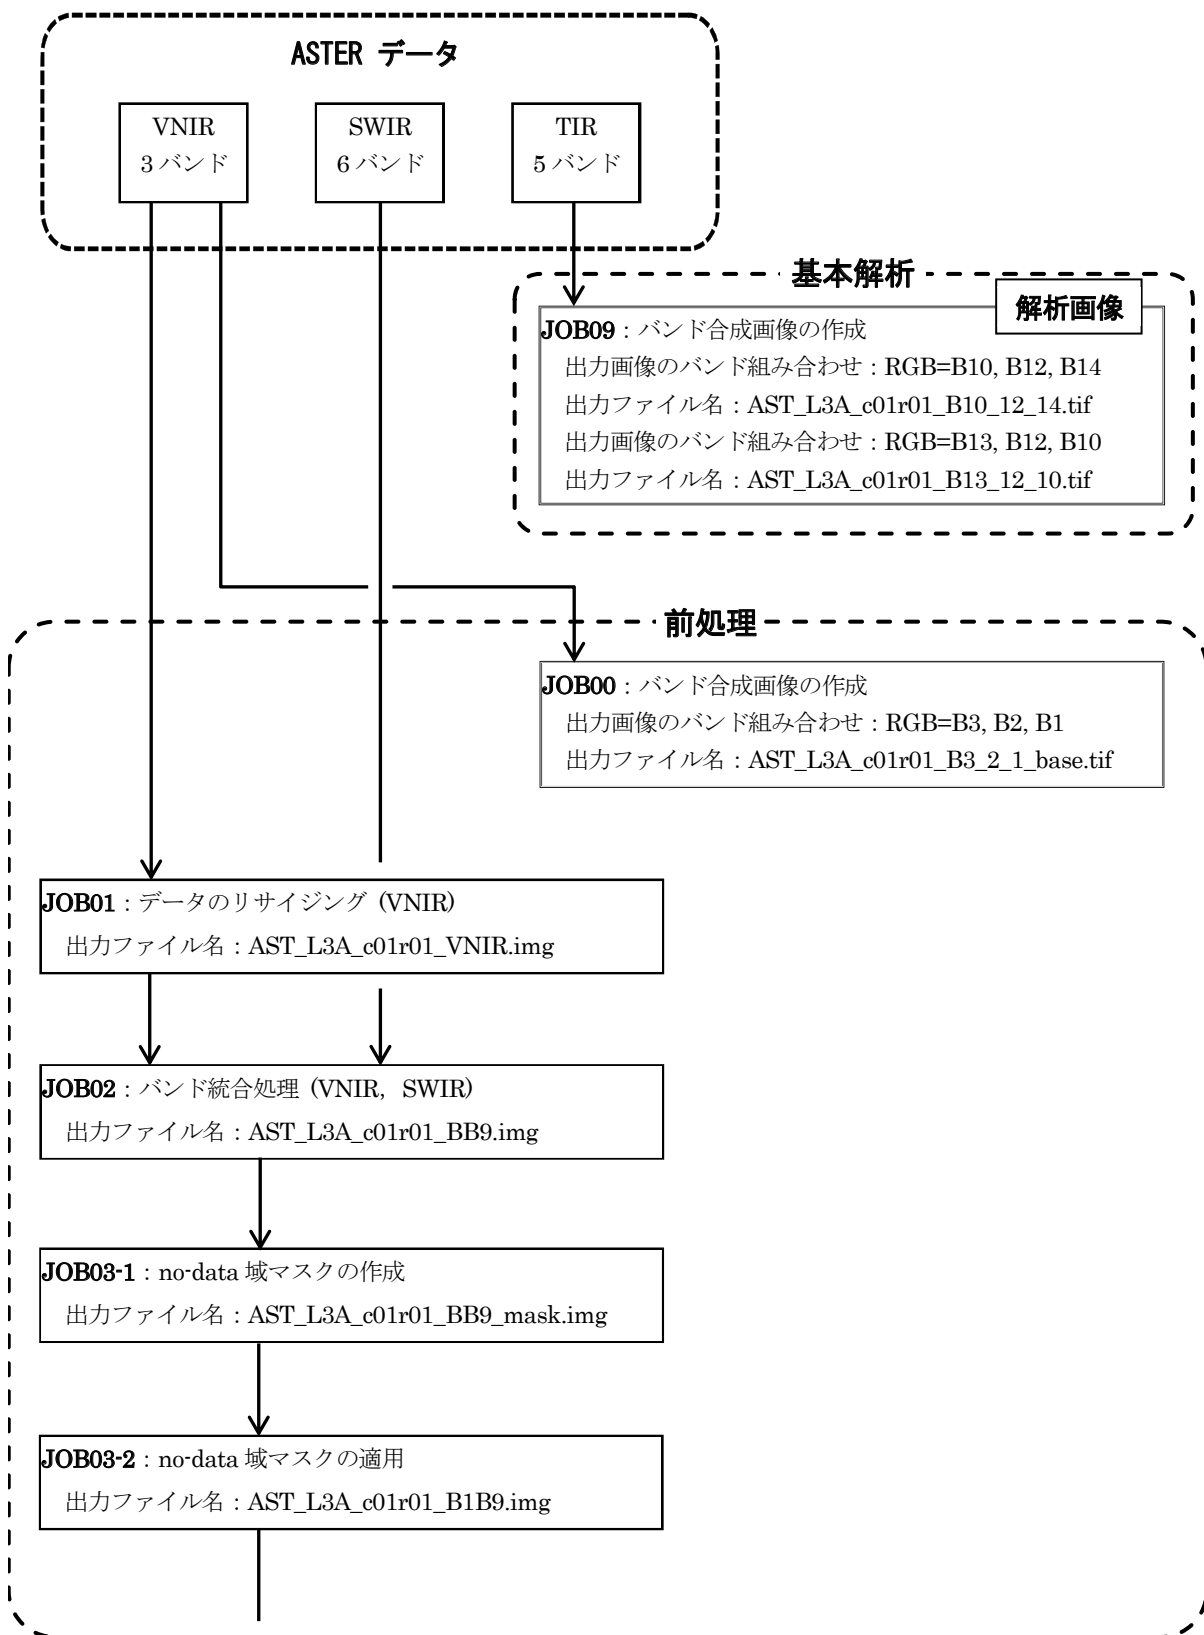 ASTER データ
VNIR
3 バンド
SWIR
6 バンド
TIR
5 バンド
基本解析
解析画像
JOB09：バンド合成画像の作成
出力画像のバンド組み合わせ：RGB=B10, B12, B14
出力ファイル名：AST_L3A_c01r01_B10_12_14.tif
出力画像のバンド組み合わせ：RGB=B13, B12, B10
出力ファイル名：AST_L3A_c01r01_B13_12_10.tif
前処理
JOB00：バンド合成画像の作成
出力画像のバンド組み合わせ：RGB=B3, B2, B1
出力ファイル名：AST_L3A_c01r01_B3_2_1_base.tif
JOB01：データのリサイジング (VNIR)
出力ファイル名：AST_L3A_c01r01_VNIR.img
JOB02：バンド統合処理 (VNIR, SWIR)
出力ファイル名：AST_L3A_c01r01_BB9.img
JOB03-1：no-data 域マスクの作成
出力ファイル名：AST_L3A_c01r01_BB9_mask.img
JOB03-2：no-data 域マスクの適用
出力ファイル名：AST_L3A_c01r01_B1B9.img